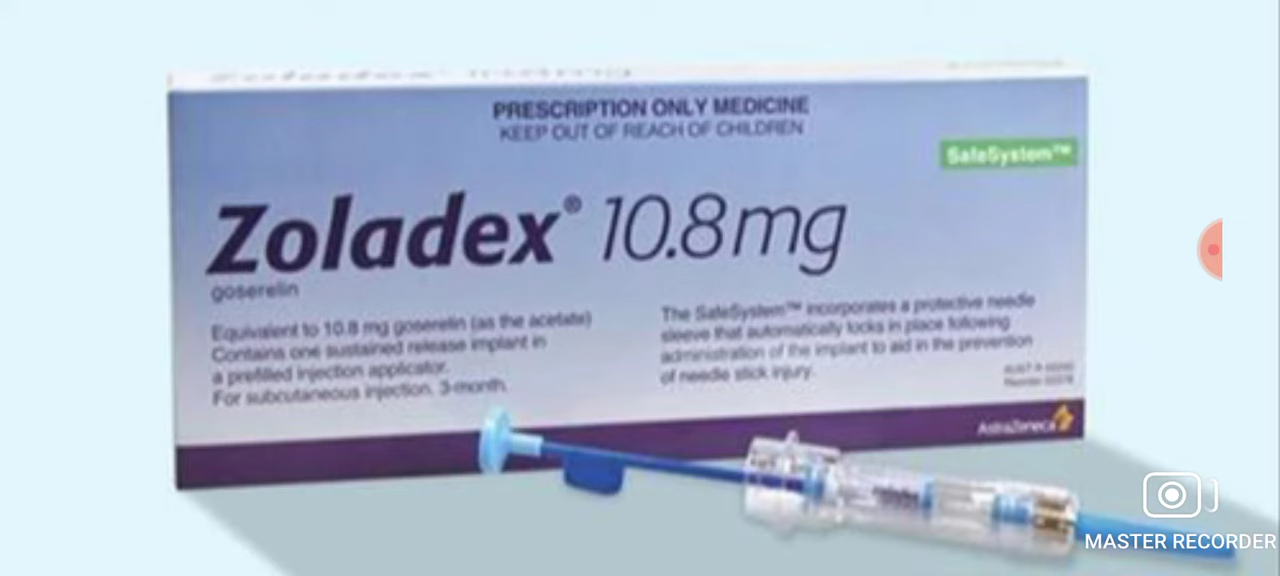 PRESCRIPTION ONLY MEDICINE
KEEP OUT OF REACH OF CHILDREN
SafeSystem™
Zoladex® 10.8mg
goserelin
Equivalent to 10.8 mg goserelin (as the acetate)
Contains one sustained release implant in
a prefilled injection applicator.
For subcutaneous injection. 3-month.
The SafeSystem™ incorporates a protective needle
sleeve that automatically locks in place following
administration of the implant to aid in the prevention
of needle stick injury.
AstraZeneca
MASTER RECORDER